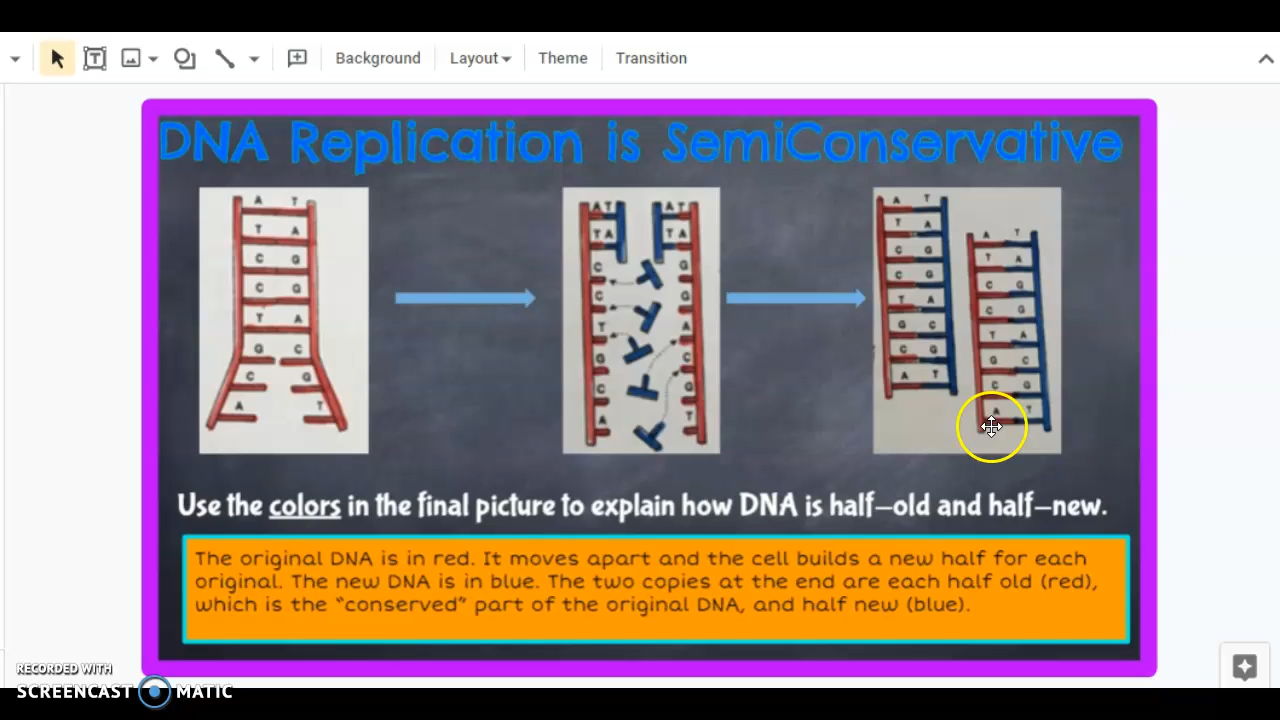 Background Layout Theme Transition
DNA Replication is SemiConservative
A T
T A
C G
C G
T A
G C
C G
A T
A T A T
T A T A
C G
C G
T A
G C
C G
A T
A T
T A
C G
C G
T A
G C
C G
A T
A T
T A
C G
C G
T A
G C
C G
A T
Use the colors in the final picture to explain how DNA is half-old and half-new.
The original DNA is in red. It moves apart and the cell builds a new half for each
original. The new DNA is in blue. The two copies at the end are each half old (red),
which is the "conserved" part of the original DNA, and half new (blue).
RECORDED WITH
SCREENCAST MATIC